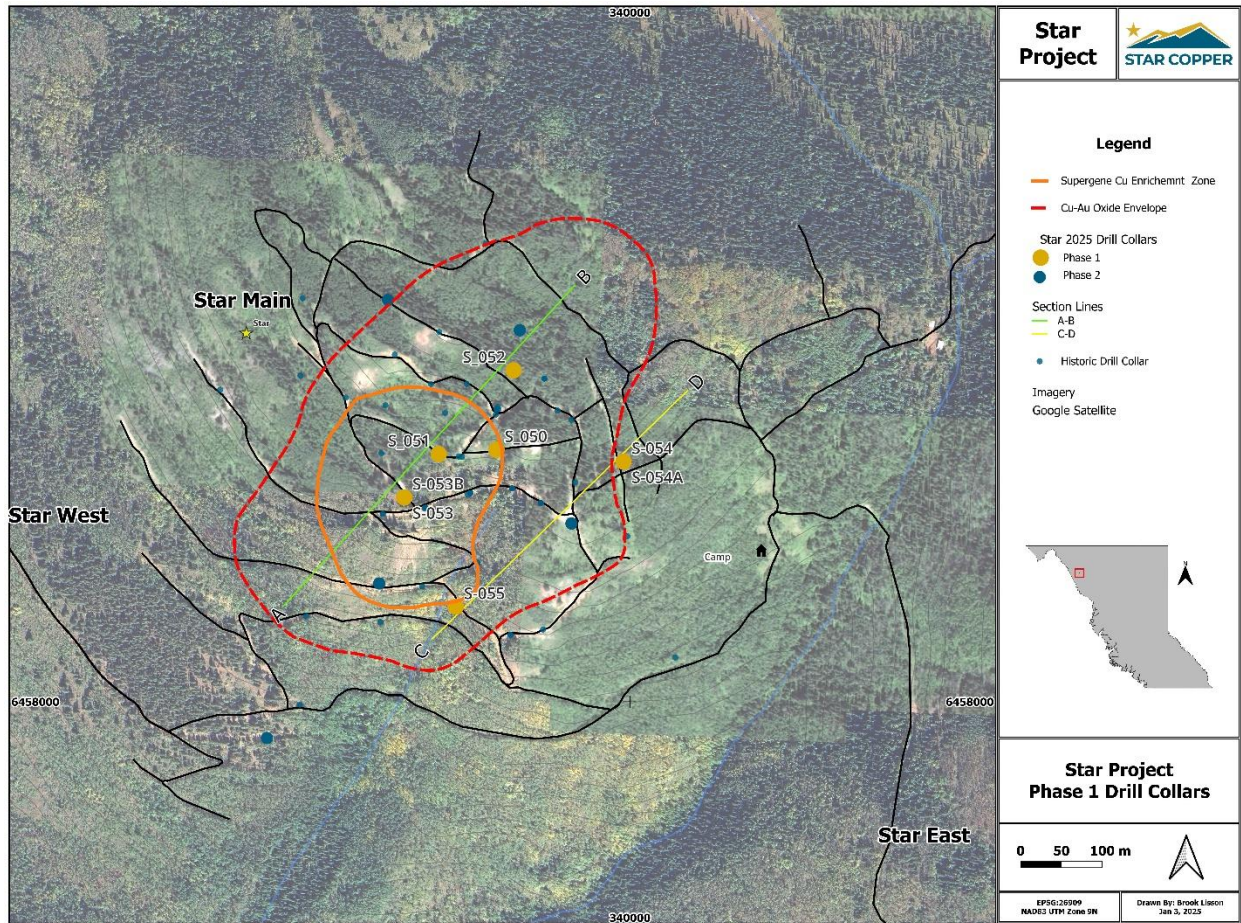 340000
Star Main
Star
B
S_052
D
S_051
S_050
S-054
S-054A
S-053B
S-053
Star West
Camp
S-055
A
C
6458000
6458000
Star East
340000
Star
Project
STAR COPPER
Legend
Supergene Cu Enrichemnt Zone
Cu-Au Oxide Envelope
Star 2025 Drill Collars
Phase 1
Phase 2
Section Lines
A-B
C-D
Historic Drill Collar
Imagery
Google Satellite
N
Star Project
Phase 1 Drill Collars
0 50 100 m
EPSG:26909
NAD83 UTM Zone 9N
Drawn By: Brook Lisson
Jan 3, 2025